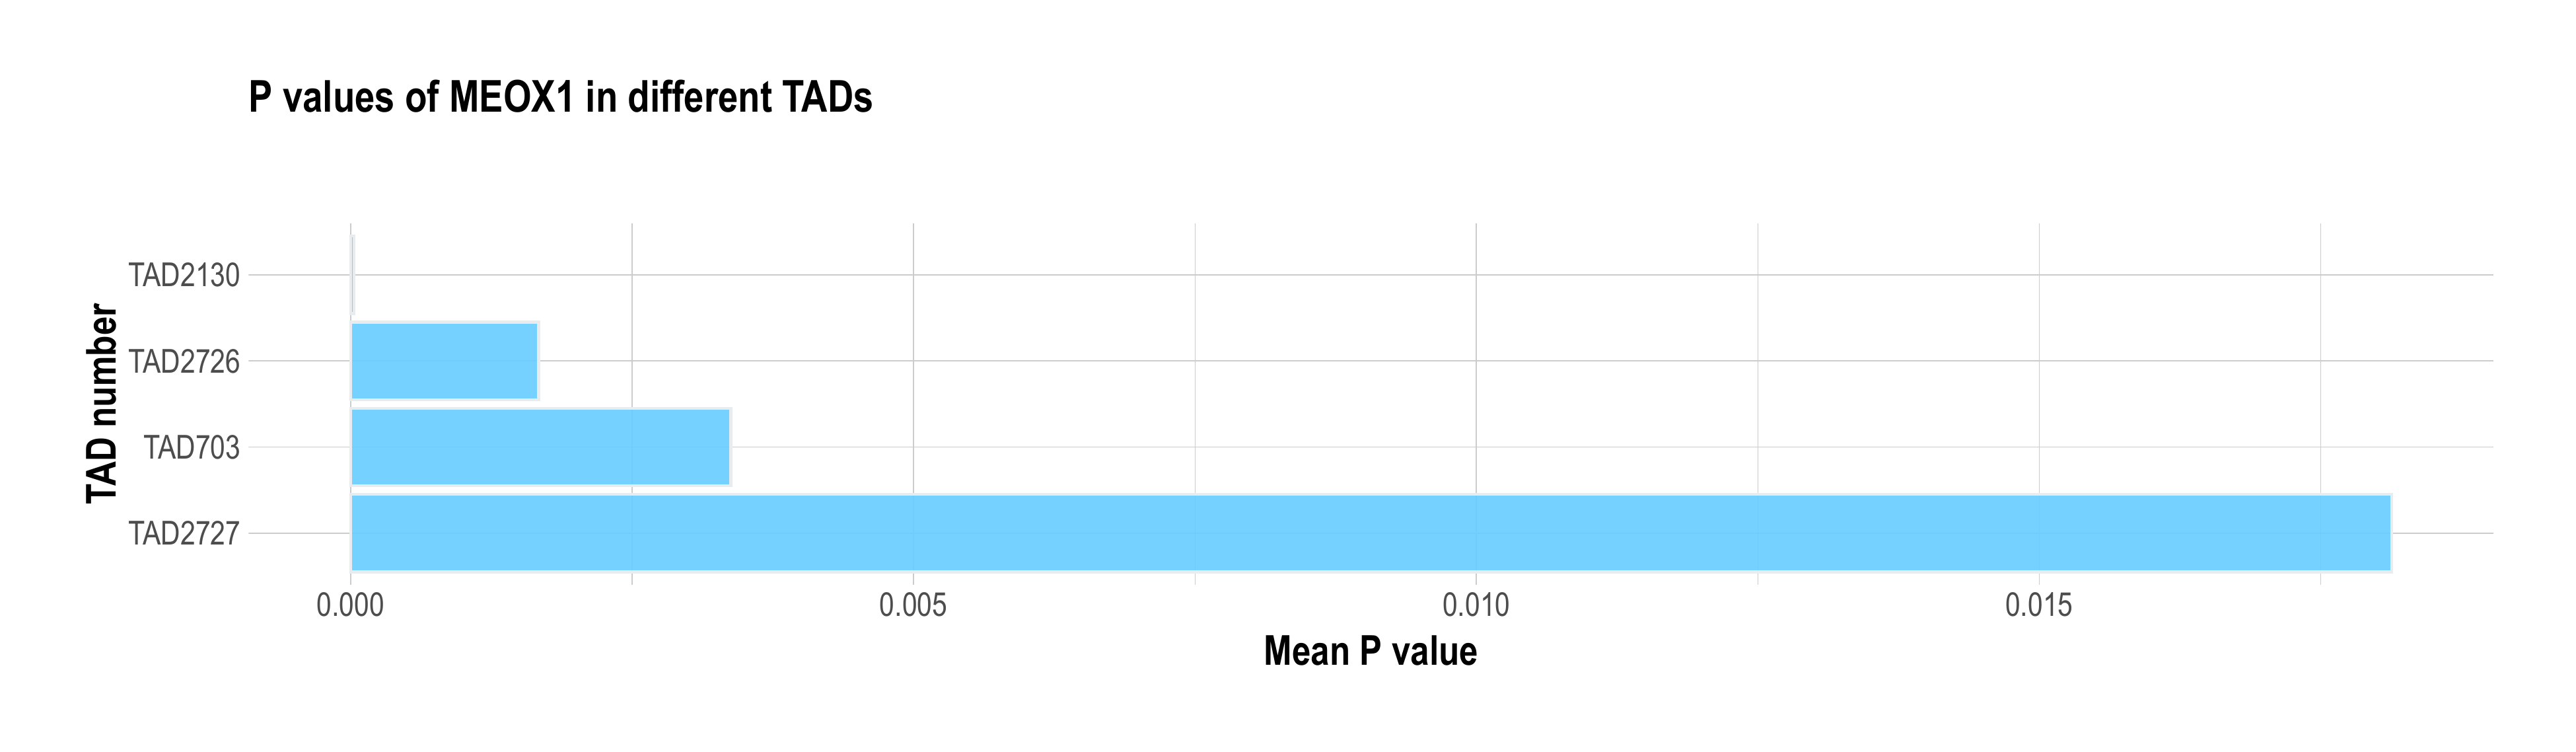 P values of MEOX1 in different TADs
TAD number
TAD2130
TAD2726
TAD703
TAD2727
0.000 0.005 0.010 0.015
Mean P value